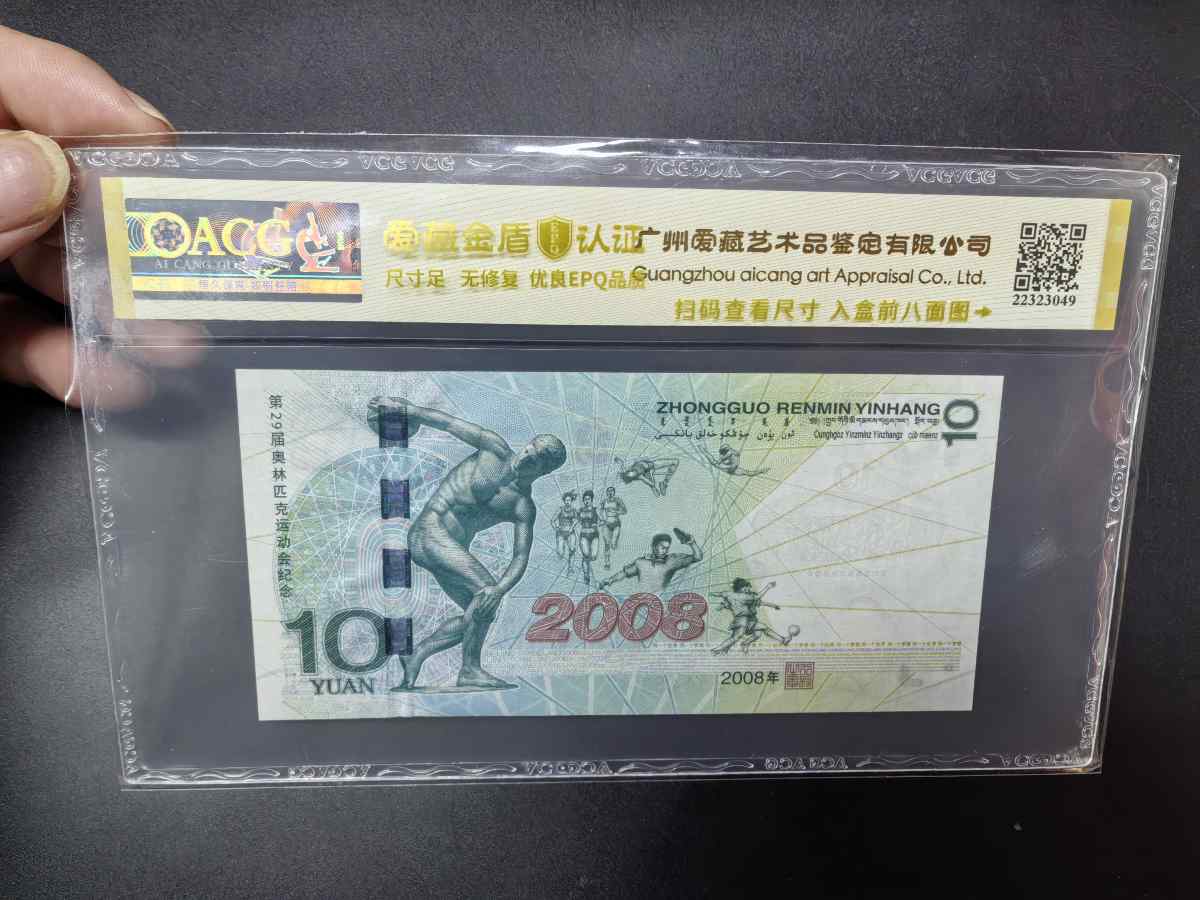 ACG
爱藏金盾 认证
广州爱藏艺术品鉴定有限公司
尺寸足 无修复 优良EPQ品质
Guangzhou aicang art Appraisal Co., Ltd.
扫码查看尺寸 入盒前八面图
22323049
第29届奥林匹克运动会纪念
ZHONGGUO RENMIN YINHANG
10
Cunghgoz Yinzminz Yinzhangz
2008
10
YUAN
2008年